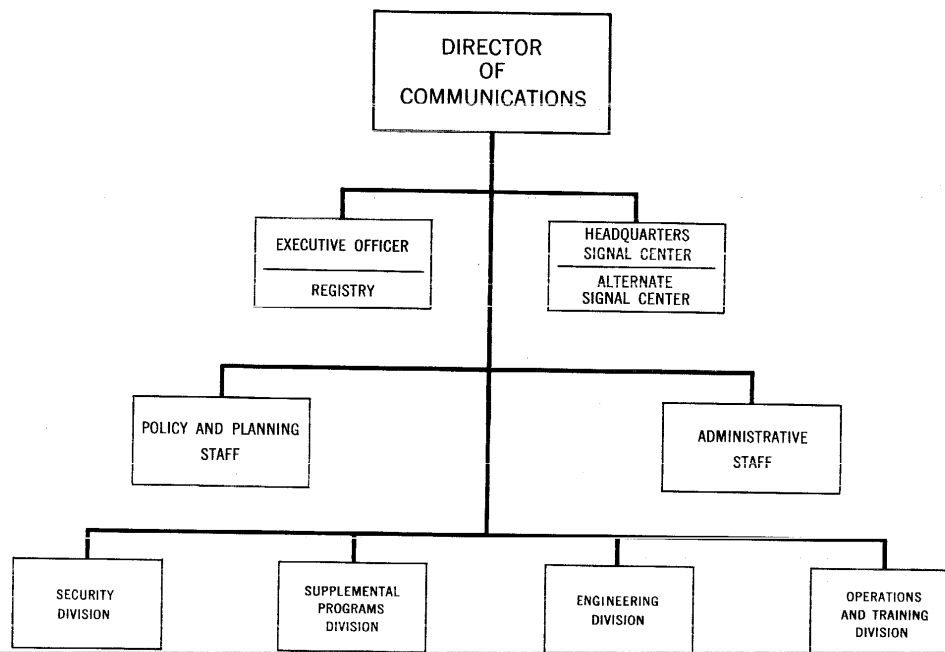 DIRECTOR
OF
COMMUNICATIONS
EXECUTIVE OFFICER
REGISTRY
HEADQUARTERS
SIGNAL CENTER
ALTERNATE
SIGNAL CENTER
POLICY AND PLANNING
STAFF
ADMINISTRATIVE
STAFF
SECURITY
DIVISION
SUPPLEMENTAL
PROGRAMS
DIVISION
ENGINEERING
DIVISION
OPERATIONS
AND TRAINING
DIVISION